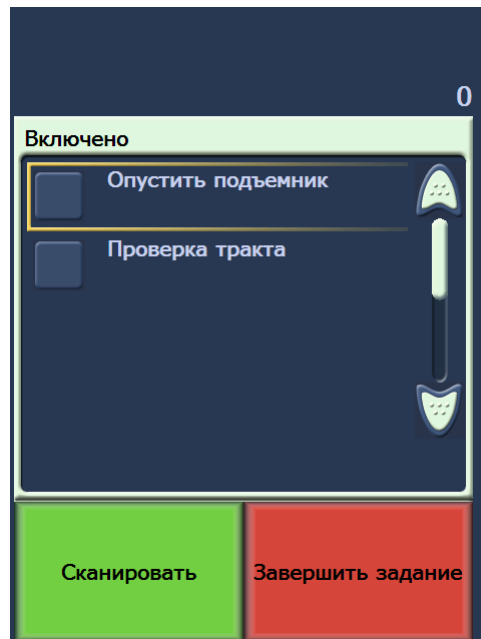 0
Включено
Опустить подъемник
Проверка тракта
Сканировать
Завершить задание